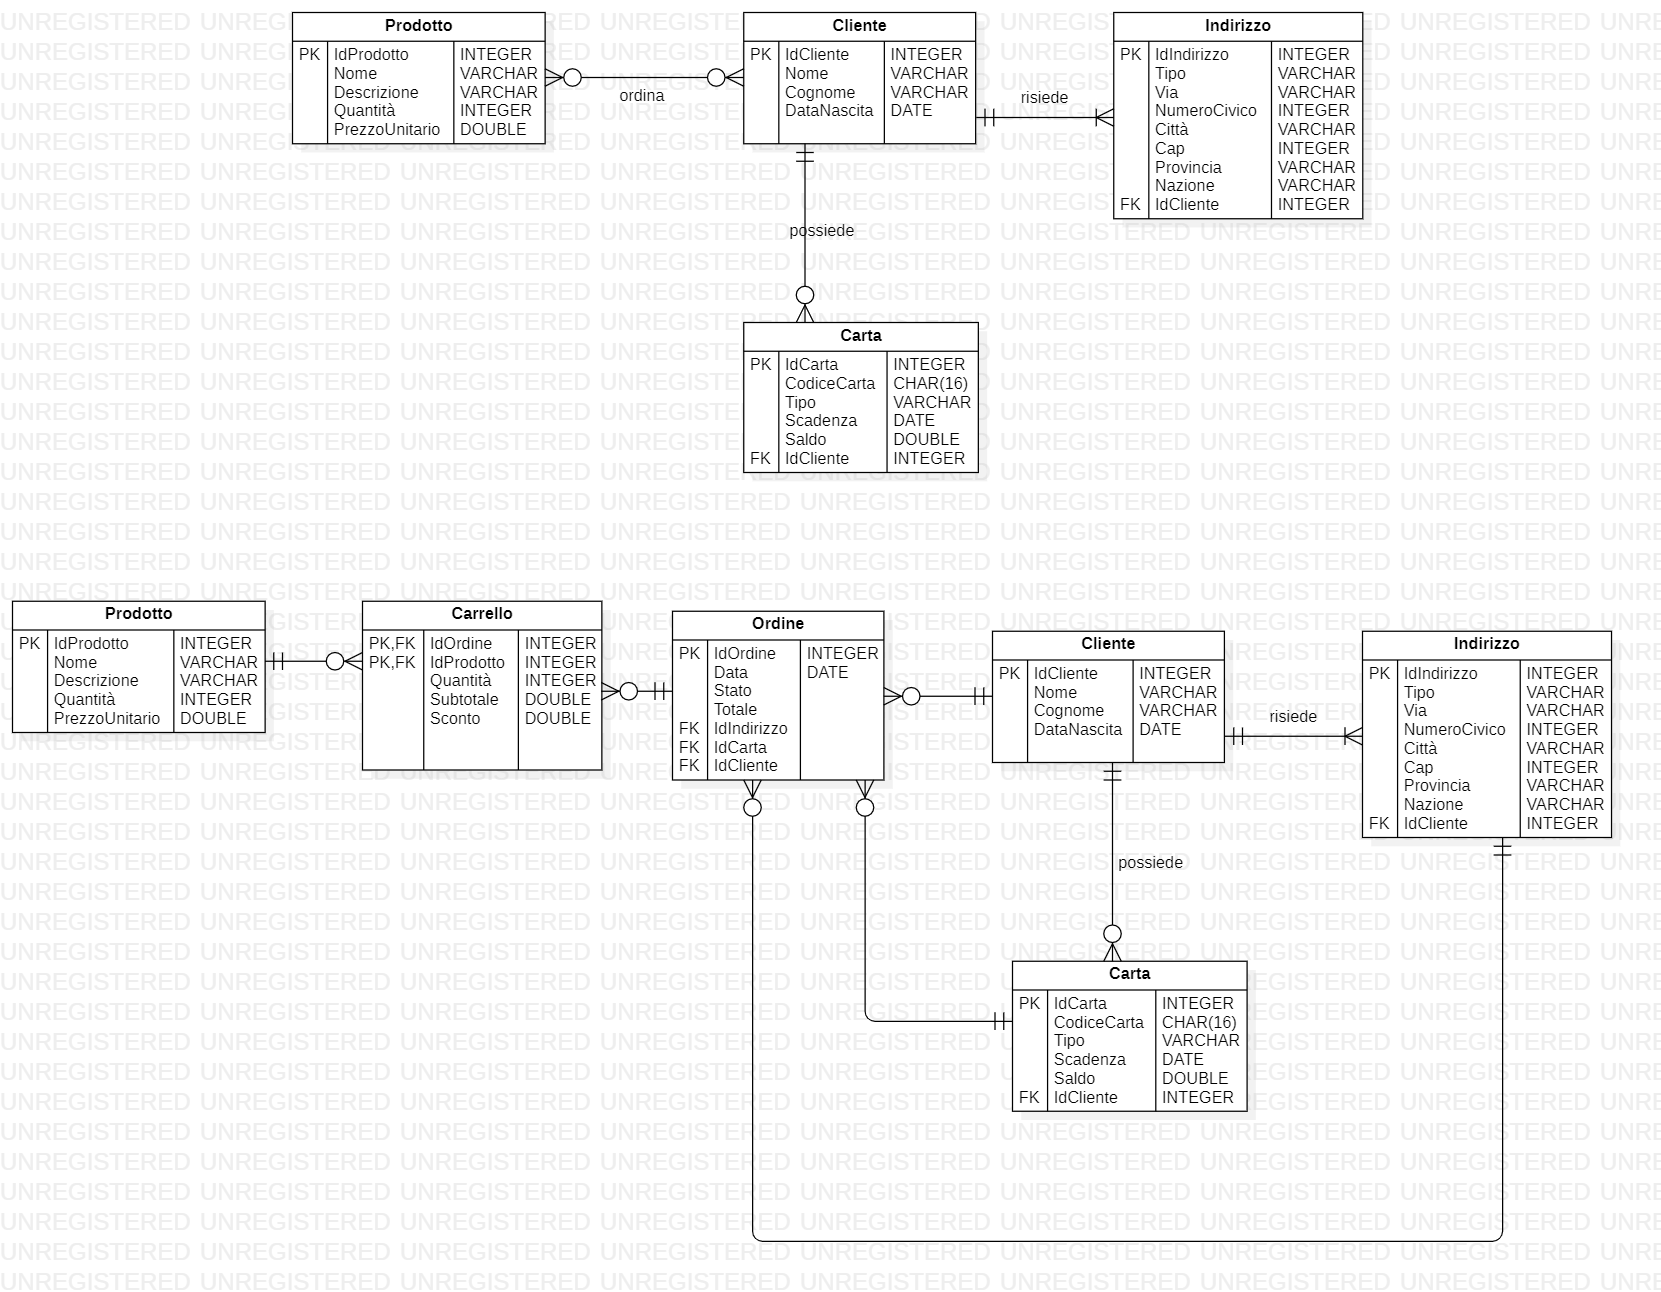 Prodotto
PK IdProdotto INTEGER
Nome VARCHAR
Descrizione VARCHAR
Quantità INTEGER
PrezzoUnitario DOUBLE
ordina
Cliente
PK IdCliente INTEGER
Nome VARCHAR
Cognome VARCHAR
DataNascita DATE
risiede
Indirizzo
PK IdIndirizzo INTEGER
Tipo VARCHAR
Via VARCHAR
NumeroCivico INTEGER
Città VARCHAR
Cap INTEGER
Provincia VARCHAR
Nazione VARCHAR
FK IdCliente INTEGER
possiede
Carta
PK IdCarta INTEGER
CodiceCarta CHAR(16)
Tipo VARCHAR
Scadenza DATE
Saldo DOUBLE
FK IdCliente INTEGER
Prodotto
PK IdProdotto INTEGER
Nome VARCHAR
Descrizione VARCHAR
Quantità INTEGER
PrezzoUnitario DOUBLE
Carrello
PK,FK IdOrdine INTEGER
PK,FK IdProdotto INTEGER
Quantità INTEGER
Subtotale DOUBLE
Sconto DOUBLE
Ordine
PK IdOrdine INTEGER
Data DATE
Stato
Totale
FK IdIndirizzo
FK IdCarta
FK IdCliente
Cliente
PK IdCliente INTEGER
Nome VARCHAR
Cognome VARCHAR
DataNascita DATE
risiede
Indirizzo
PK IdIndirizzo INTEGER
Tipo VARCHAR
Via VARCHAR
NumeroCivico INTEGER
Città VARCHAR
Cap INTEGER
Provincia VARCHAR
Nazione VARCHAR
FK IdCliente INTEGER
possiede
Carta
PK IdCarta INTEGER
CodiceCarta CHAR(16)
Tipo VARCHAR
Scadenza DATE
Saldo DOUBLE
FK IdCliente INTEGER
UNREGISTERED